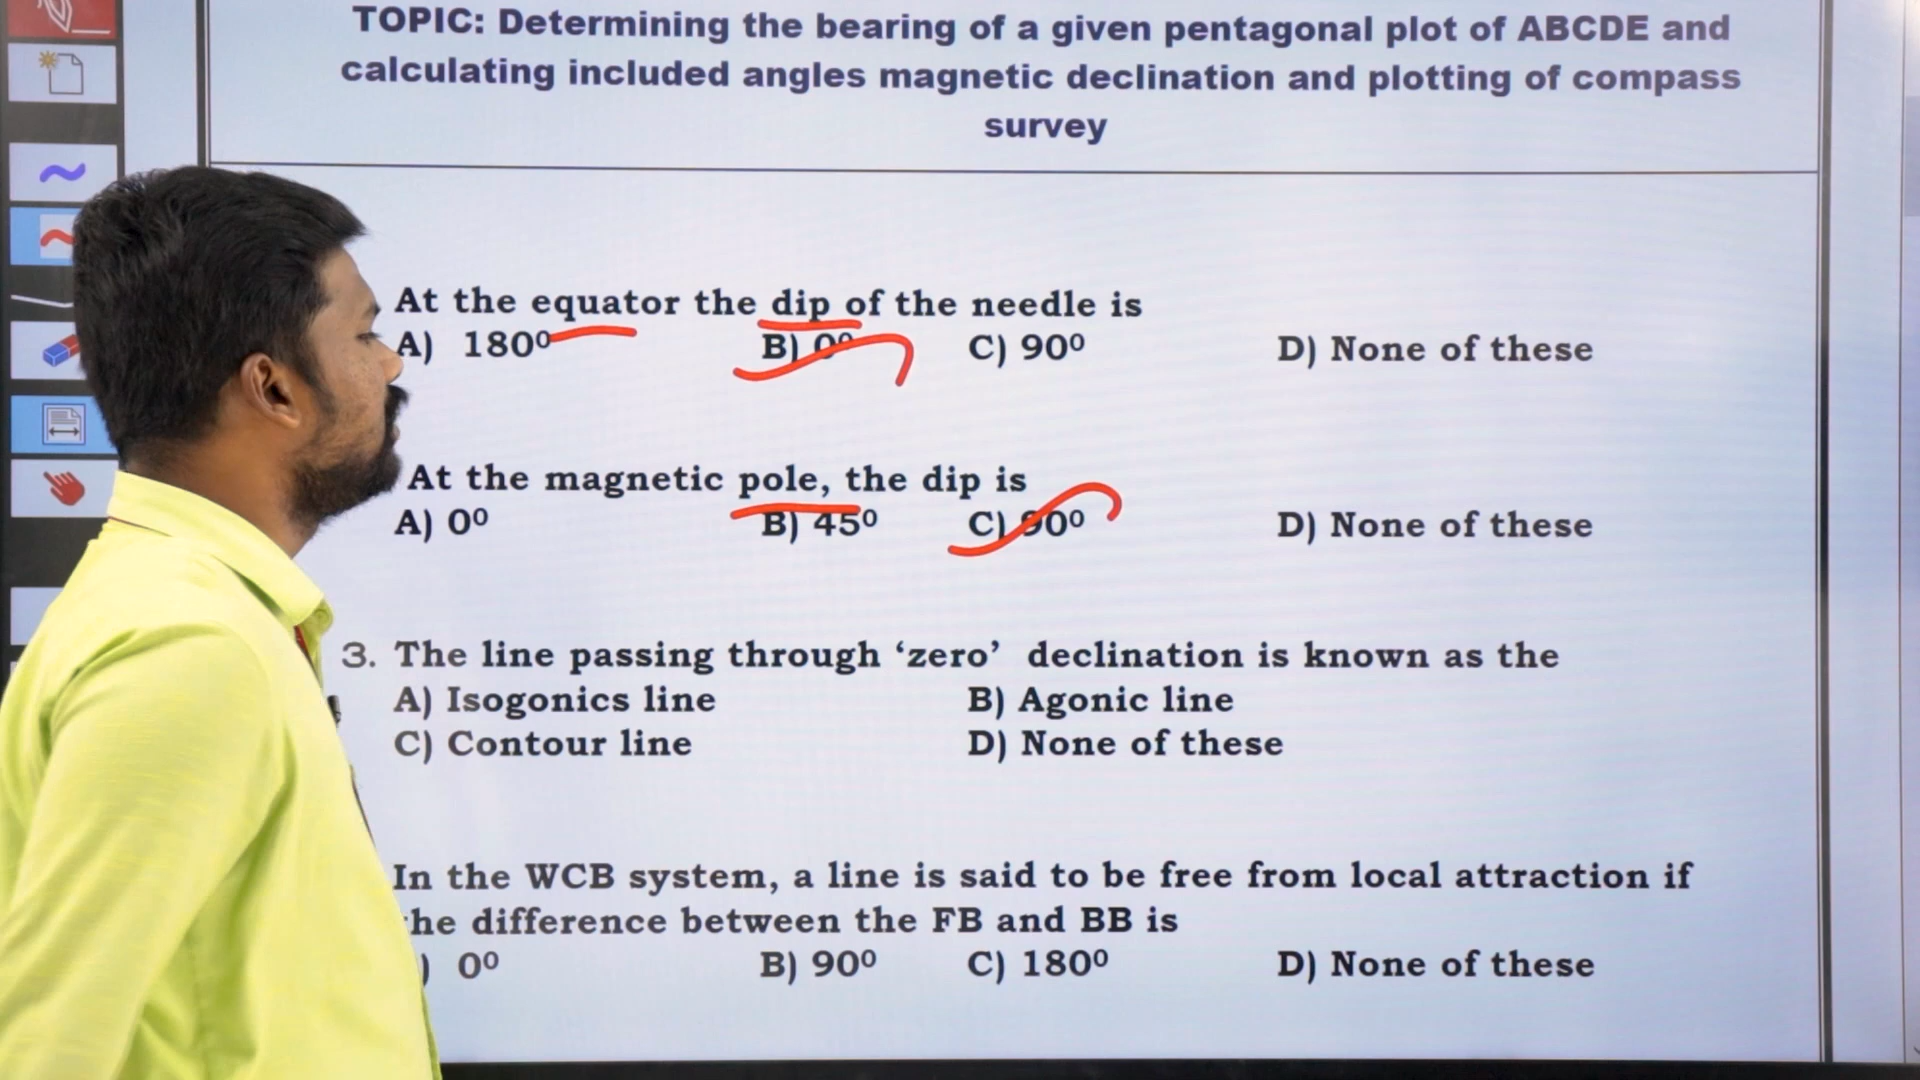 TOPIC: Determining the bearing of a given pentagonal plot of ABCDE and
calculating included angles magnetic declination and plotting of compass
survey
At the equator the dip of the needle is
A) 180⁰ B) 0⁰ C) 90⁰ D) None of these
At the magnetic pole, the dip is
A) 0⁰ B) 45⁰ C) 90⁰ D) None of these
3. The line passing through ‘zero’ declination is known as the
A) Isogonics line B) Agonic line
C) Contour line D) None of these
In the WCB system, a line is said to be free from local attraction if
he difference between the FB and BB is
) 0⁰ B) 90⁰ C) 180⁰ D) None of these